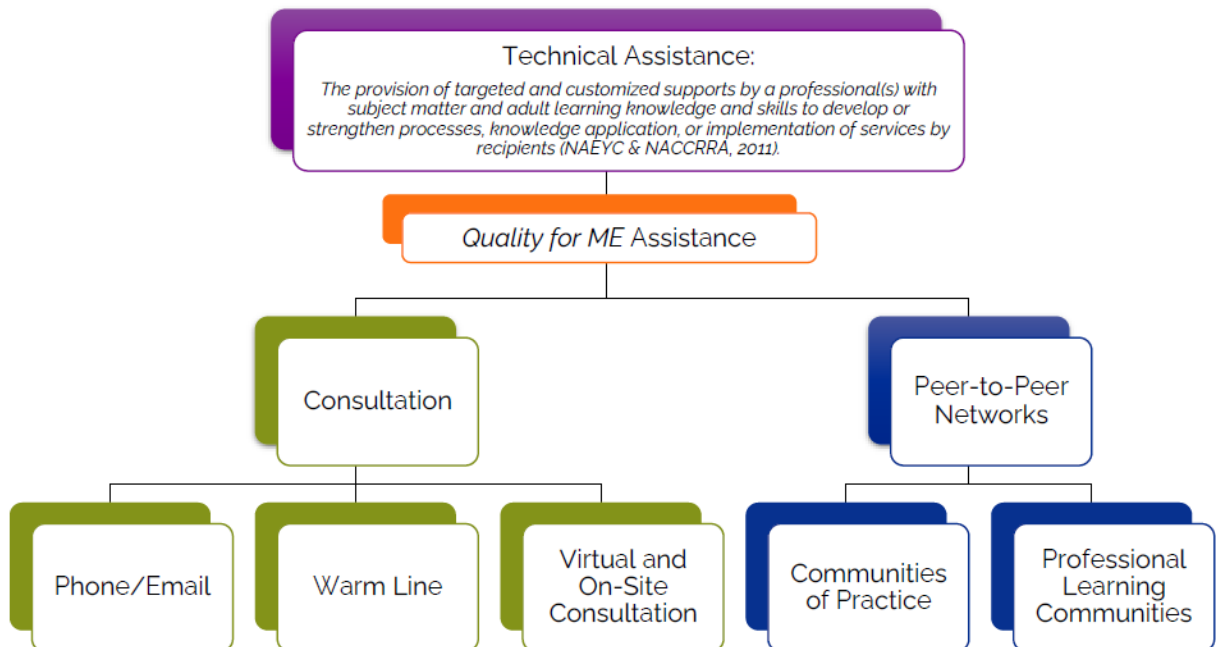 Technical Assistance:
The provision of targeted and customized supports by a professional(s) with
subject matter and adult learning knowledge and skills to develop or
strengthen processes, knowledge application, or implementation of services by
recipients (NAEYC & NACCRRA, 2011).
Quality for ME Assistance
Consultation
Peer-to-Peer
Networks
Phone/Email
Warm Line
Virtual and
On-Site
Consultation
Communities
of Practice
Professional
Learning
Communities